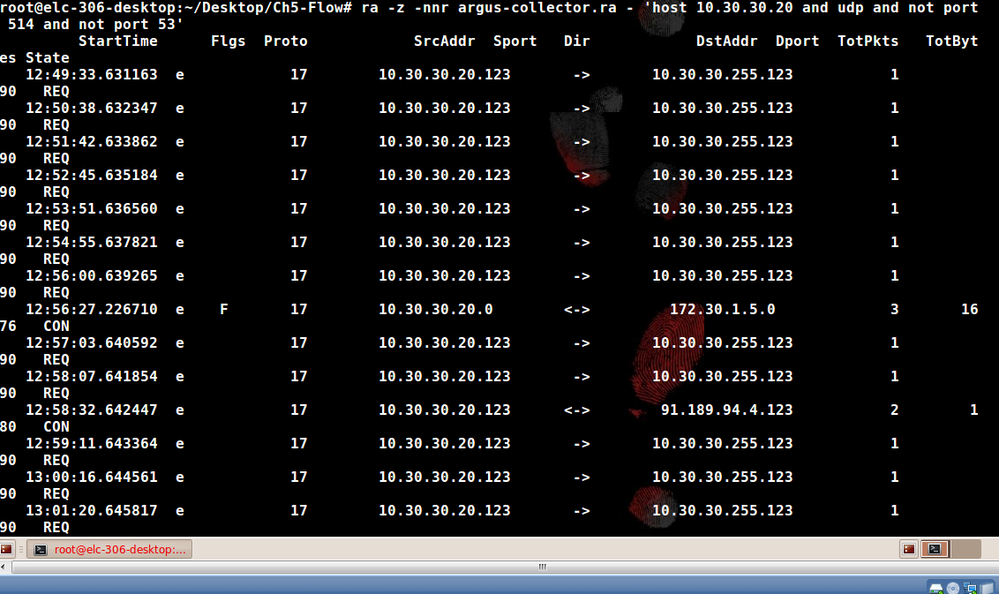 root@elc-306-desktop:~/Desktop/Ch5-Flow# ra -z -nnr argus-collector.ra - 'host 10.30.30.20 and udp and not port
 514 and not port 53'
         StartTime      Flgs  Proto            SrcAddr  Sport   Dir            DstAddr  Dport  TotPkts   TotByt
es State
   12:49:33.631163  e            17        10.30.30.20.123       ->       10.30.30.255.123           1
90   REQ
   12:50:38.632347  e            17        10.30.30.20.123       ->       10.30.30.255.123           1
90   REQ
   12:51:42.633862  e            17        10.30.30.20.123       ->       10.30.30.255.123           1
90   REQ
   12:52:45.635184  e            17        10.30.30.20.123       ->       10.30.30.255.123           1
90   REQ
   12:53:51.636560  e            17        10.30.30.20.123       ->       10.30.30.255.123           1
90   REQ
   12:54:55.637821  e            17        10.30.30.20.123       ->       10.30.30.255.123           1
90   REQ
   12:56:00.639265  e            17        10.30.30.20.123       ->       10.30.30.255.123           1
90   REQ
   12:56:27.226710  e    F       17        10.30.30.20.0        <->         172.30.1.5.0             3       16
76   CON
   12:57:03.640592  e            17        10.30.30.20.123       ->       10.30.30.255.123           1
90   REQ
   12:58:07.641854  e            17        10.30.30.20.123       ->       10.30.30.255.123           1
90   REQ
   12:58:32.642447  e            17        10.30.30.20.123      <->        91.189.94.4.123           2        1
80   CON
   12:59:11.643364  e            17        10.30.30.20.123       ->       10.30.30.255.123           1
90   REQ
   13:00:16.644561  e            17        10.30.30.20.123       ->       10.30.30.255.123           1
90   REQ
   13:01:20.645817  e            17        10.30.30.20.123       ->       10.30.30.255.123           1
90   REQ
root@elc-306-desktop:...